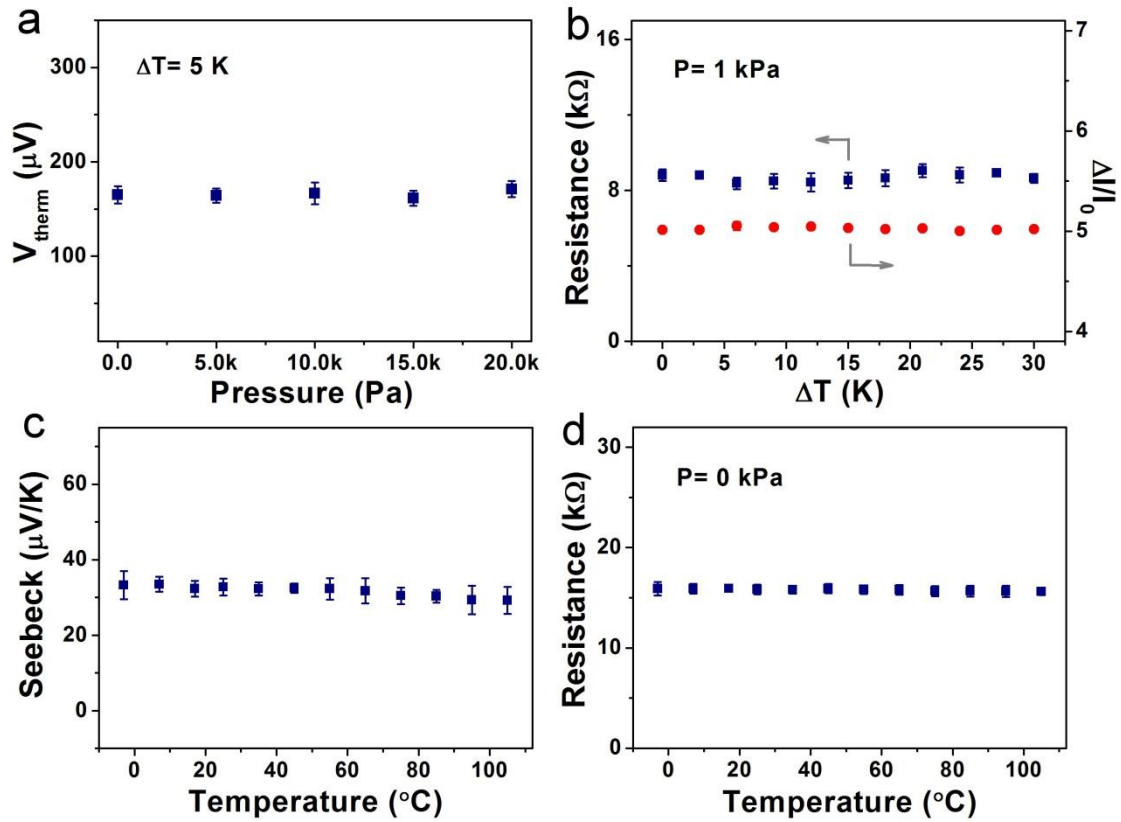 a
ΔT= 5 K
300
200
100
V_therm (μV)
0.0 5.0k 10.0k 15.0k 20.0k
Pressure (Pa)
b
P= 1 kPa
16
8
0
Resistance (kΩ)
7
6
5
4
ΔI/I_0
0 5 10 15 20 25 30
ΔT (K)
c
60
40
20
0
Seebeck (μV/K)
0 20 40 60 80 100
Temperature (°C)
d
P= 0 kPa
30
15
0
Resistance (kΩ)
0 20 40 60 80 100
Temperature (°C)